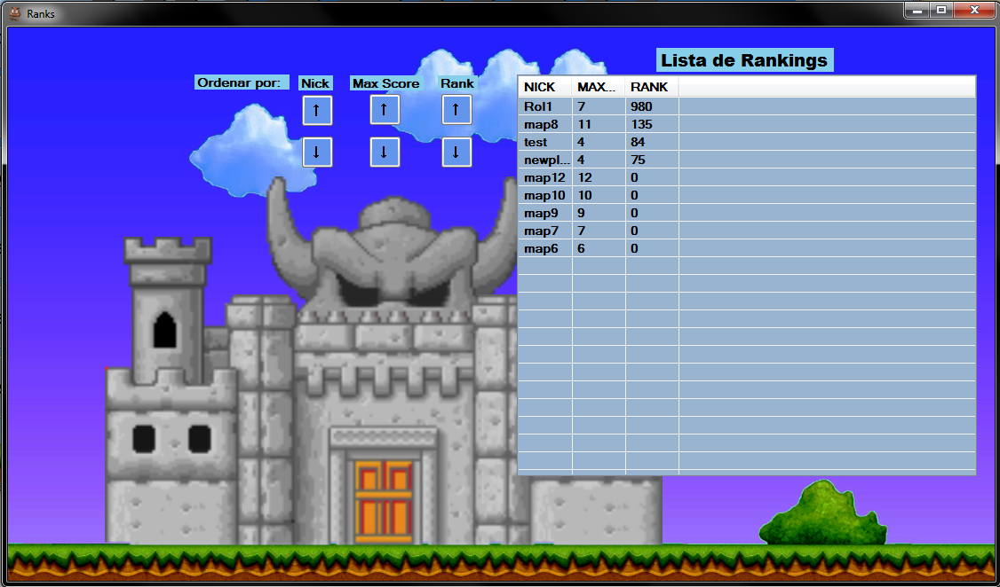 Ranks
Lista de Rankings
Ordenar por: Nick Max Score Rank
↑ ↑ ↑
↓ ↓ ↓
NICK MAX... RANK
Rol1 7 980
map8 11 135
test 4 84
newpl... 4 75
map12 12 0
map10 10 0
map9 9 0
map7 7 0
map6 6 0